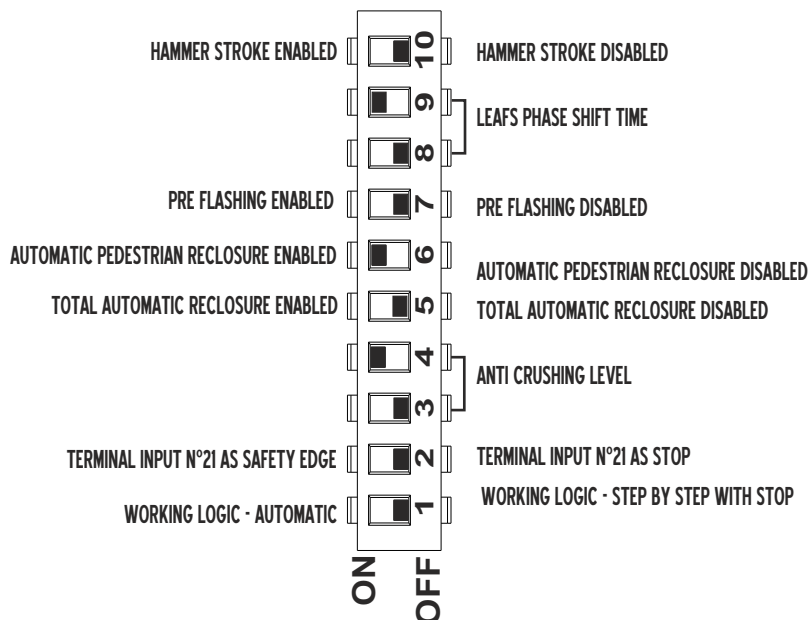 HAMMER STROKE ENABLED 10 HAMMER STROKE DISABLED
9
LEAFS PHASE SHIFT TIME
8
PRE FLASHING ENABLED 7 PRE FLASHING DISABLED
AUTOMATIC PEDESTRIAN RECLOSURE ENABLED 6 AUTOMATIC PEDESTRIAN RECLOSURE DISABLED
TOTAL AUTOMATIC RECLOSURE ENABLED 5 TOTAL AUTOMATIC RECLOSURE DISABLED
4
ANTI CRUSHING LEVEL
3
TERMINAL INPUT N°21 AS SAFETY EDGE 2 TERMINAL INPUT N°21 AS STOP
WORKING LOGIC - AUTOMATIC 1 WORKING LOGIC - STEP BY STEP WITH STOP
ON OFF